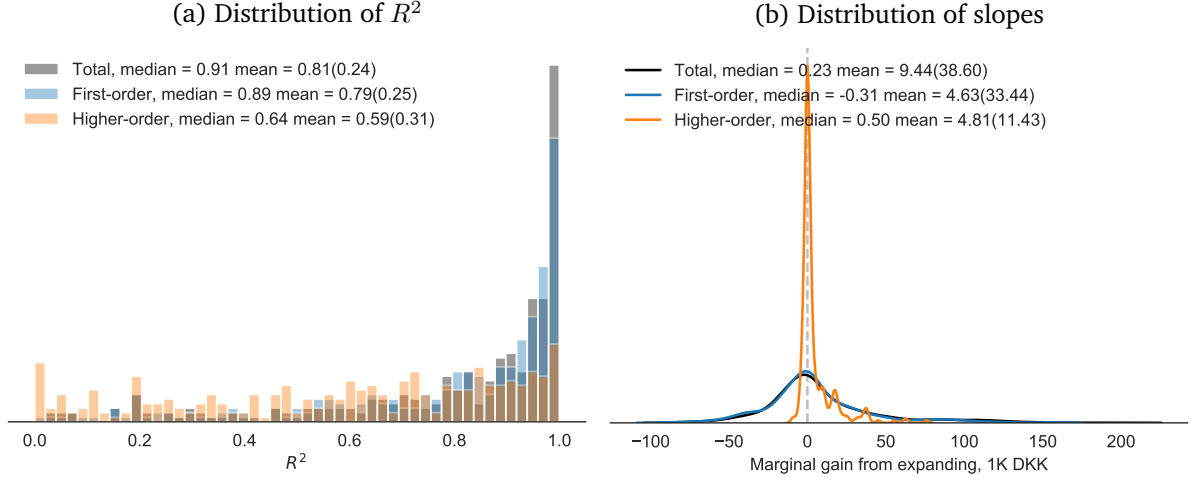 (a) Distribution of R²
Total, median = 0.91 mean = 0.81(0.24)
First-order, median = 0.89 mean = 0.79(0.25)
Higher-order, median = 0.64 mean = 0.59(0.31)
0.0 0.2 0.4 0.6 0.8 1.0
R²
(b) Distribution of slopes
Total, median = 0.23 mean = 9.44(38.60)
First-order, median = -0.31 mean = 4.63(33.44)
Higher-order, median = 0.50 mean = 4.81(11.43)
−100 −50 0 50 100 150 200
Marginal gain from expanding, 1K DKK